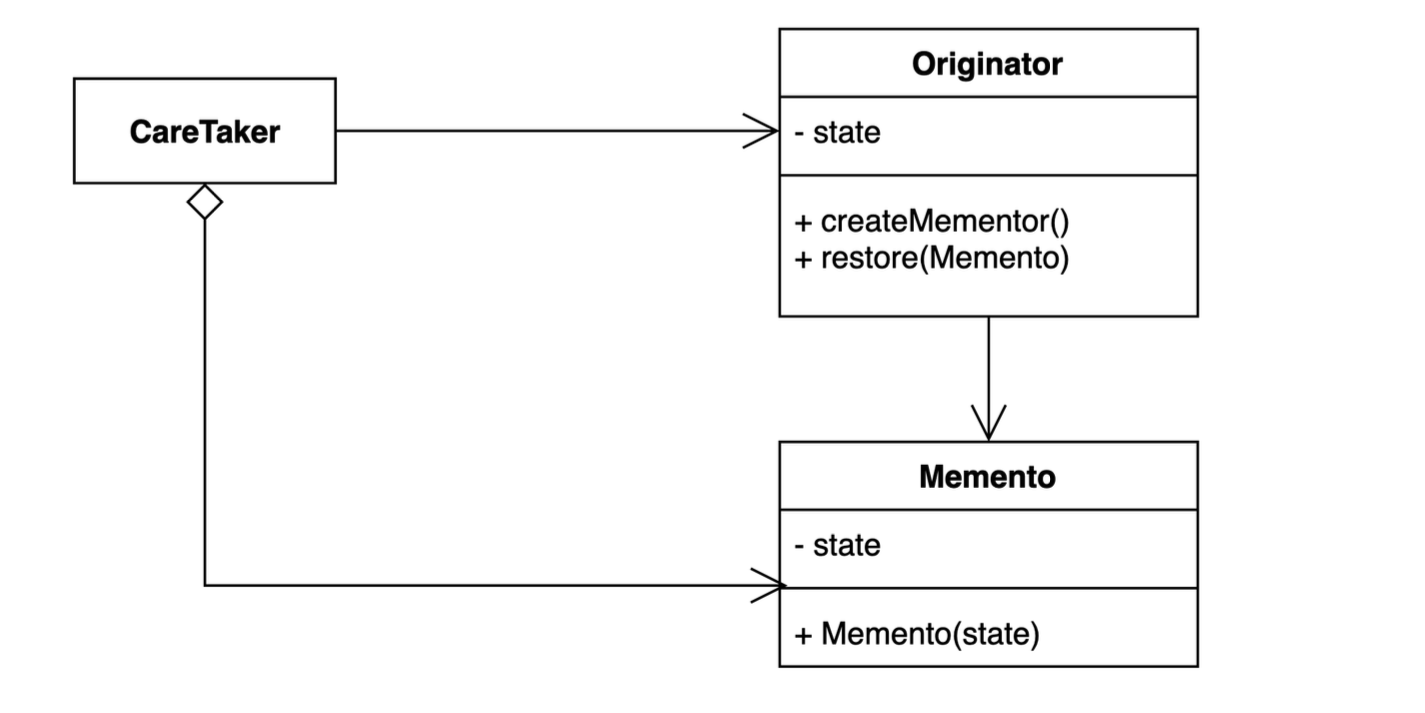 CareTaker
Originator
- state
+ createMementor()
+ restore(Memento)
Memento
- state
+ Memento(state)